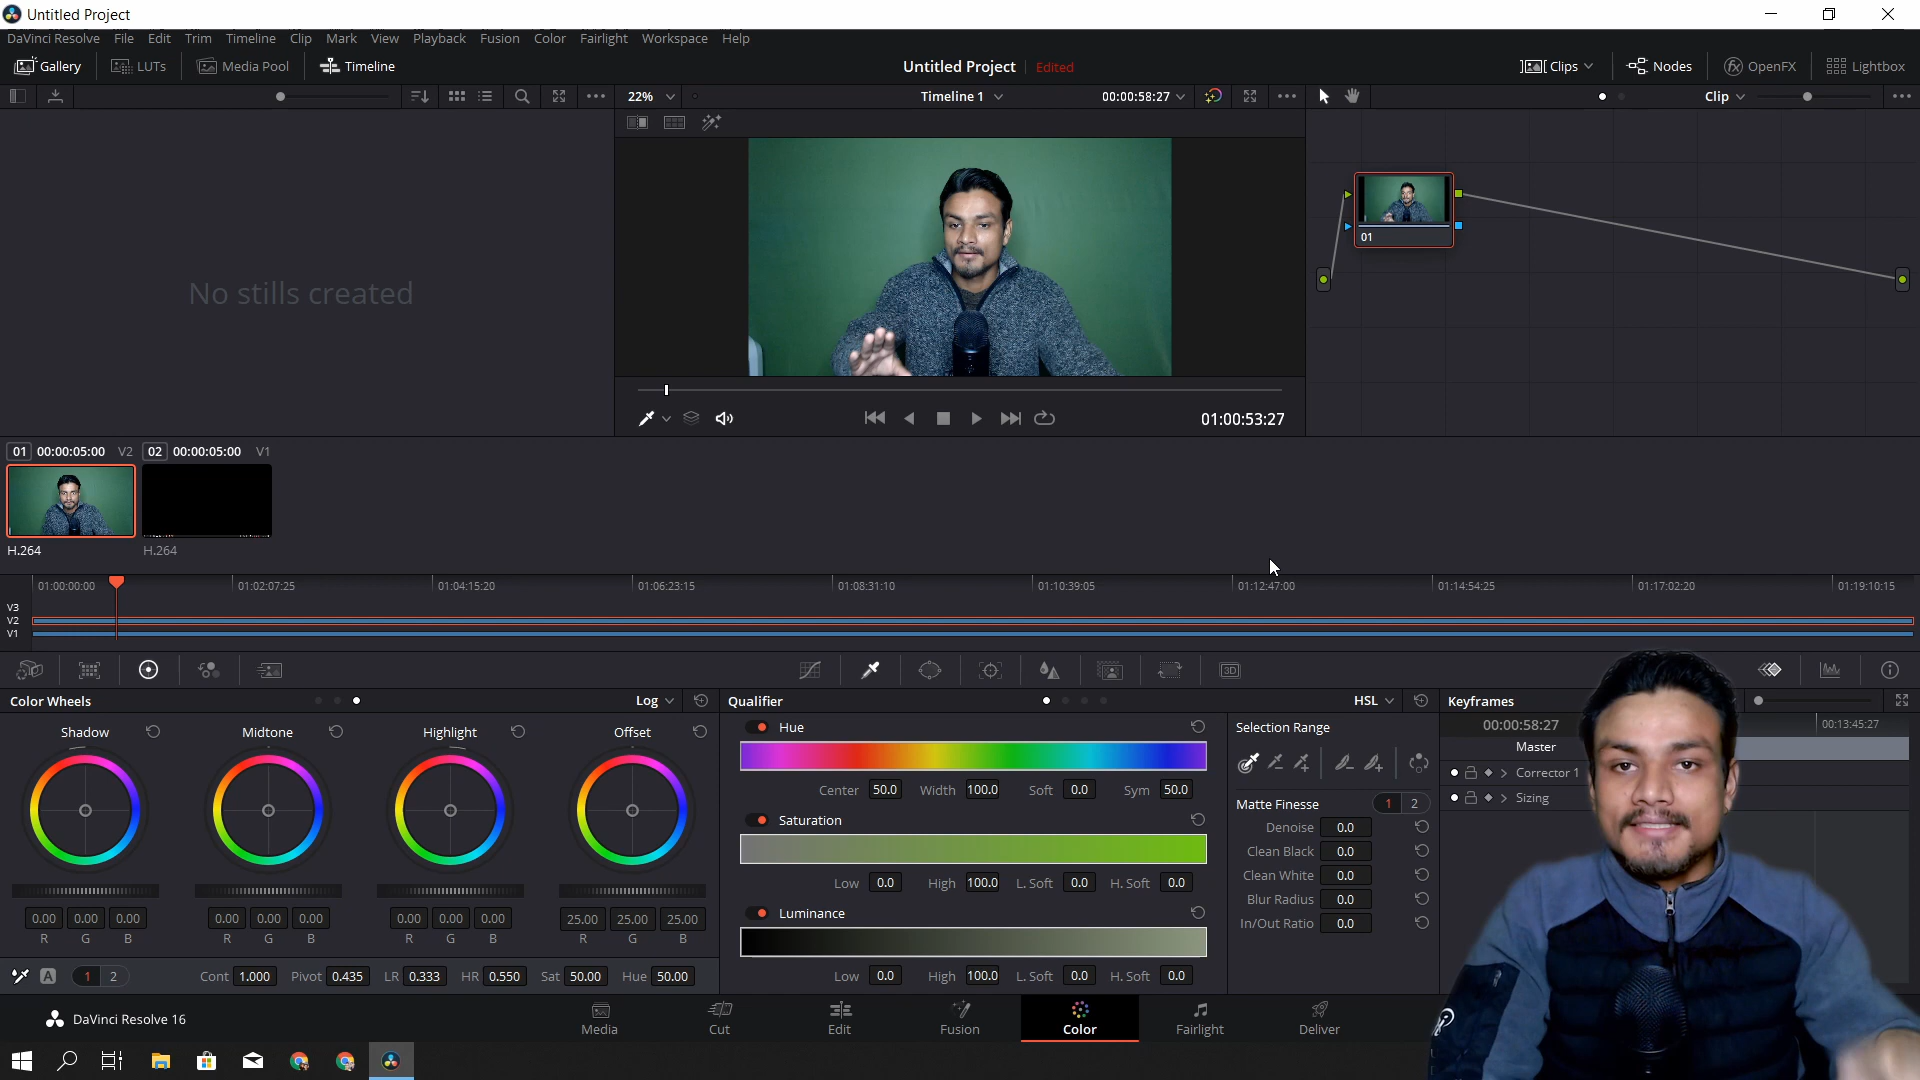 Untitled Project
DaVinci Resolve File Edit Trim Timeline Clip Mark View Playback Fusion Color Fairlight Workspace Help
Gallery LUTs Media Pool Timeline Untitled Project Edited Clips Nodes OpenFX Lightbox
22% Timeline 1 00:00:58:27 Clip
01
No stills created
01:00:53:27
01 00:00:05:00 V2 02 00:00:05:00 V1
H.264 H.264
01:00:00:00 01:02:07:25 01:04:15:20 01:06:23:15 01:08:31:10 01:10:39:05 01:12:47:00 01:14:54:25 01:17:02:20 01:19:10:15
V3
V2
V1
3D
Color Wheels Log Qualifier HSL Keyframes
Shadow Midtone Highlight Offset Hue Selection Range 00:00:58:27 00:13:45:27
Master
Corrector 1
Center 50.0 Width 100.0 Soft 0.0 Sym 50.0
Sizing
Matte Finesse 1 2
Saturation Denoise 0.0
Clean Black 0.0
Low 0.0 High 100.0 L. Soft 0.0 H. Soft 0.0 Clean White 0.0
Blur Radius 0.0
Luminance In/Out Ratio 0.0
0.00 0.00 0.00 0.00 0.00 0.00 0.00 0.00 0.00 25.00 25.00 25.00
R G B R G B R G B R G B
A 1 2 Cont 1.000 Pivot 0.435 LR 0.333 HR 0.550 Sat 50.00 Hue 50.00 Low 0.0 High 100.0 L. Soft 0.0 H. Soft 0.0
DaVinci Resolve 16 Media Cut Edit Fusion Color Fairlight Deliver